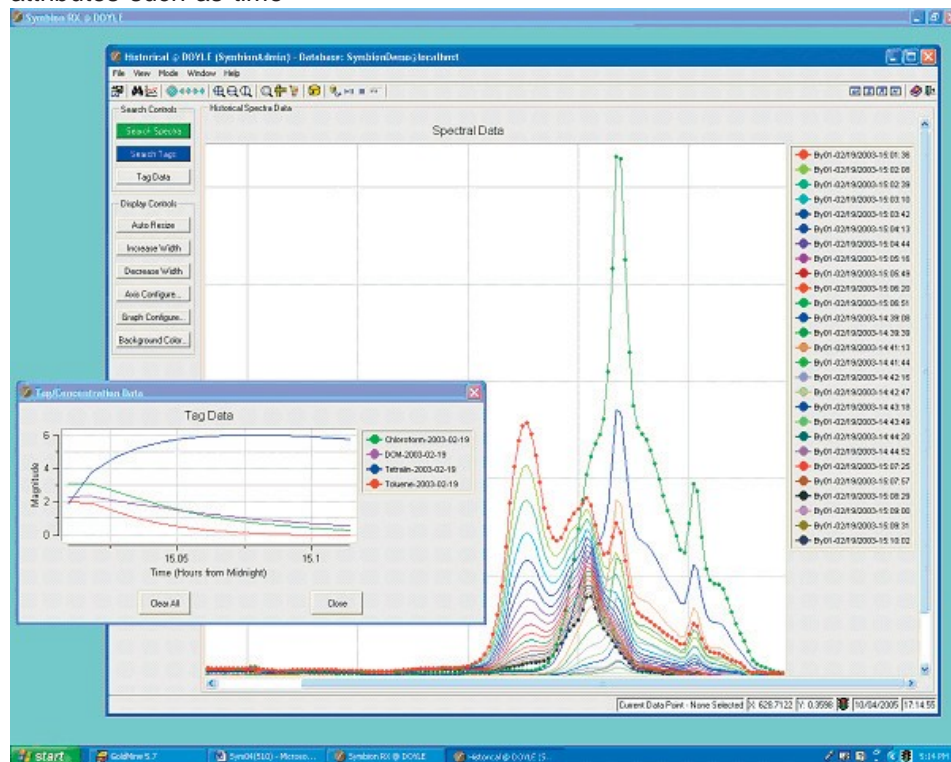 attributes such as time
Symbion RX @ DOYLE
Historical @ DOYLE (SymbionAdmin) - Database: SymbionDemo@localhost
File View Mode Window Help
Search Controls
Historical Spectra Data
Search Spectra
Search Tags
Tag Data
Display Controls
Auto Resize
Increase Width
Decrease Width
Axis Configure...
Graph Configure...
Background Color...
Spectral Data
By01-02/19/2003-15:01:36
By01-02/19/2003-15:02:08
By01-02/19/2003-15:02:39
By01-02/19/2003-15:03:10
By01-02/19/2003-15:03:42
By01-02/19/2003-15:04:13
By01-02/19/2003-15:04:44
By01-02/19/2003-15:05:16
By01-02/19/2003-15:05:49
By01-02/19/2003-15:06:20
By01-02/19/2003-15:06:51
By01-02/19/2003-14:39:08
By01-02/19/2003-14:39:39
By01-02/19/2003-14:41:13
By01-02/19/2003-14:41:44
By01-02/19/2003-14:42:16
By01-02/19/2003-14:42:47
By01-02/19/2003-14:43:18
By01-02/19/2003-14:43:49
By01-02/19/2003-14:44:20
By01-02/19/2003-14:44:52
By01-02/19/2003-15:07:25
By01-02/19/2003-15:07:57
By01-02/19/2003-15:08:29
By01-02/19/2003-15:09:00
By01-02/19/2003-15:09:31
By01-02/19/2003-15:10:02
Tag/Concentration Data
Tag Data
Magnitude
6
4
2
0
15.05
15.1
Time (Hours from Midnight)
Chloroform-2003-02-19
DCM-2003-02-19
Tetralin-2003-02-19
Toluene-2003-02-19
Clear All
Close
Current Data Point - None Selected
X: 628.7122
Y: 0.3598
10/04/2005
17:14:55
start
GoldMine 5.7
Sym04(510) - Microso...
Symbion RX @ DOYLE
Historical @ DOYLE (S...
5:14 PM